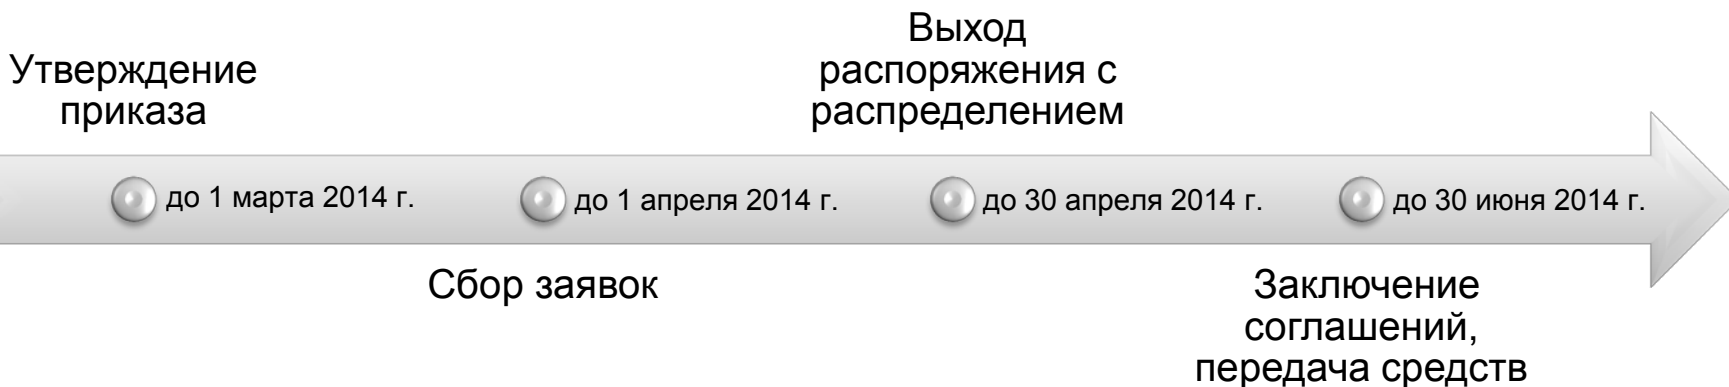 Утверждение
приказа
Выход
распоряжения с
распределением
до 1 марта 2014 г.
до 1 апреля 2014 г.
до 30 апреля 2014 г.
до 30 июня 2014 г.
Сбор заявок
Заключение
соглашений,
передача средств